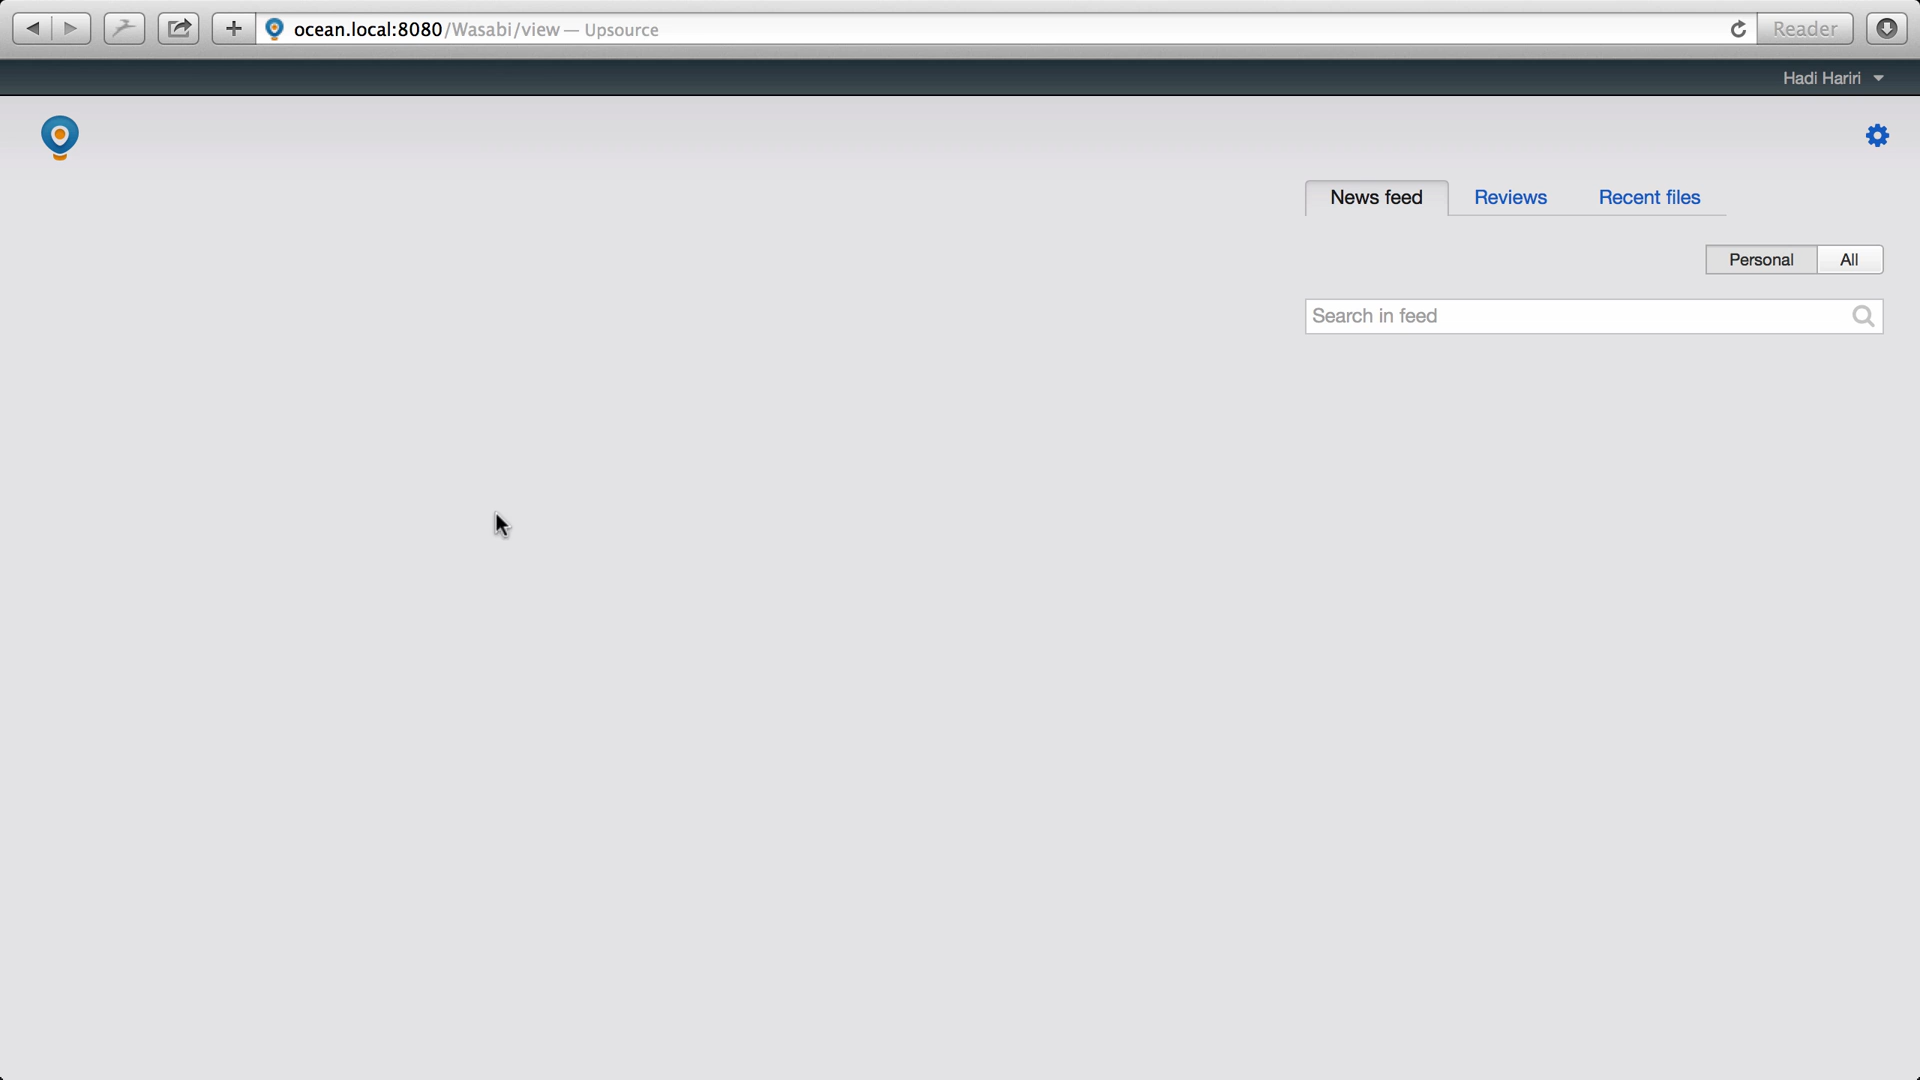 ocean.local:8080/Wasabi/view — Upsource
Reader
Hadi Hariri
News feed
Reviews
Recent files
Personal
All
Search in feed